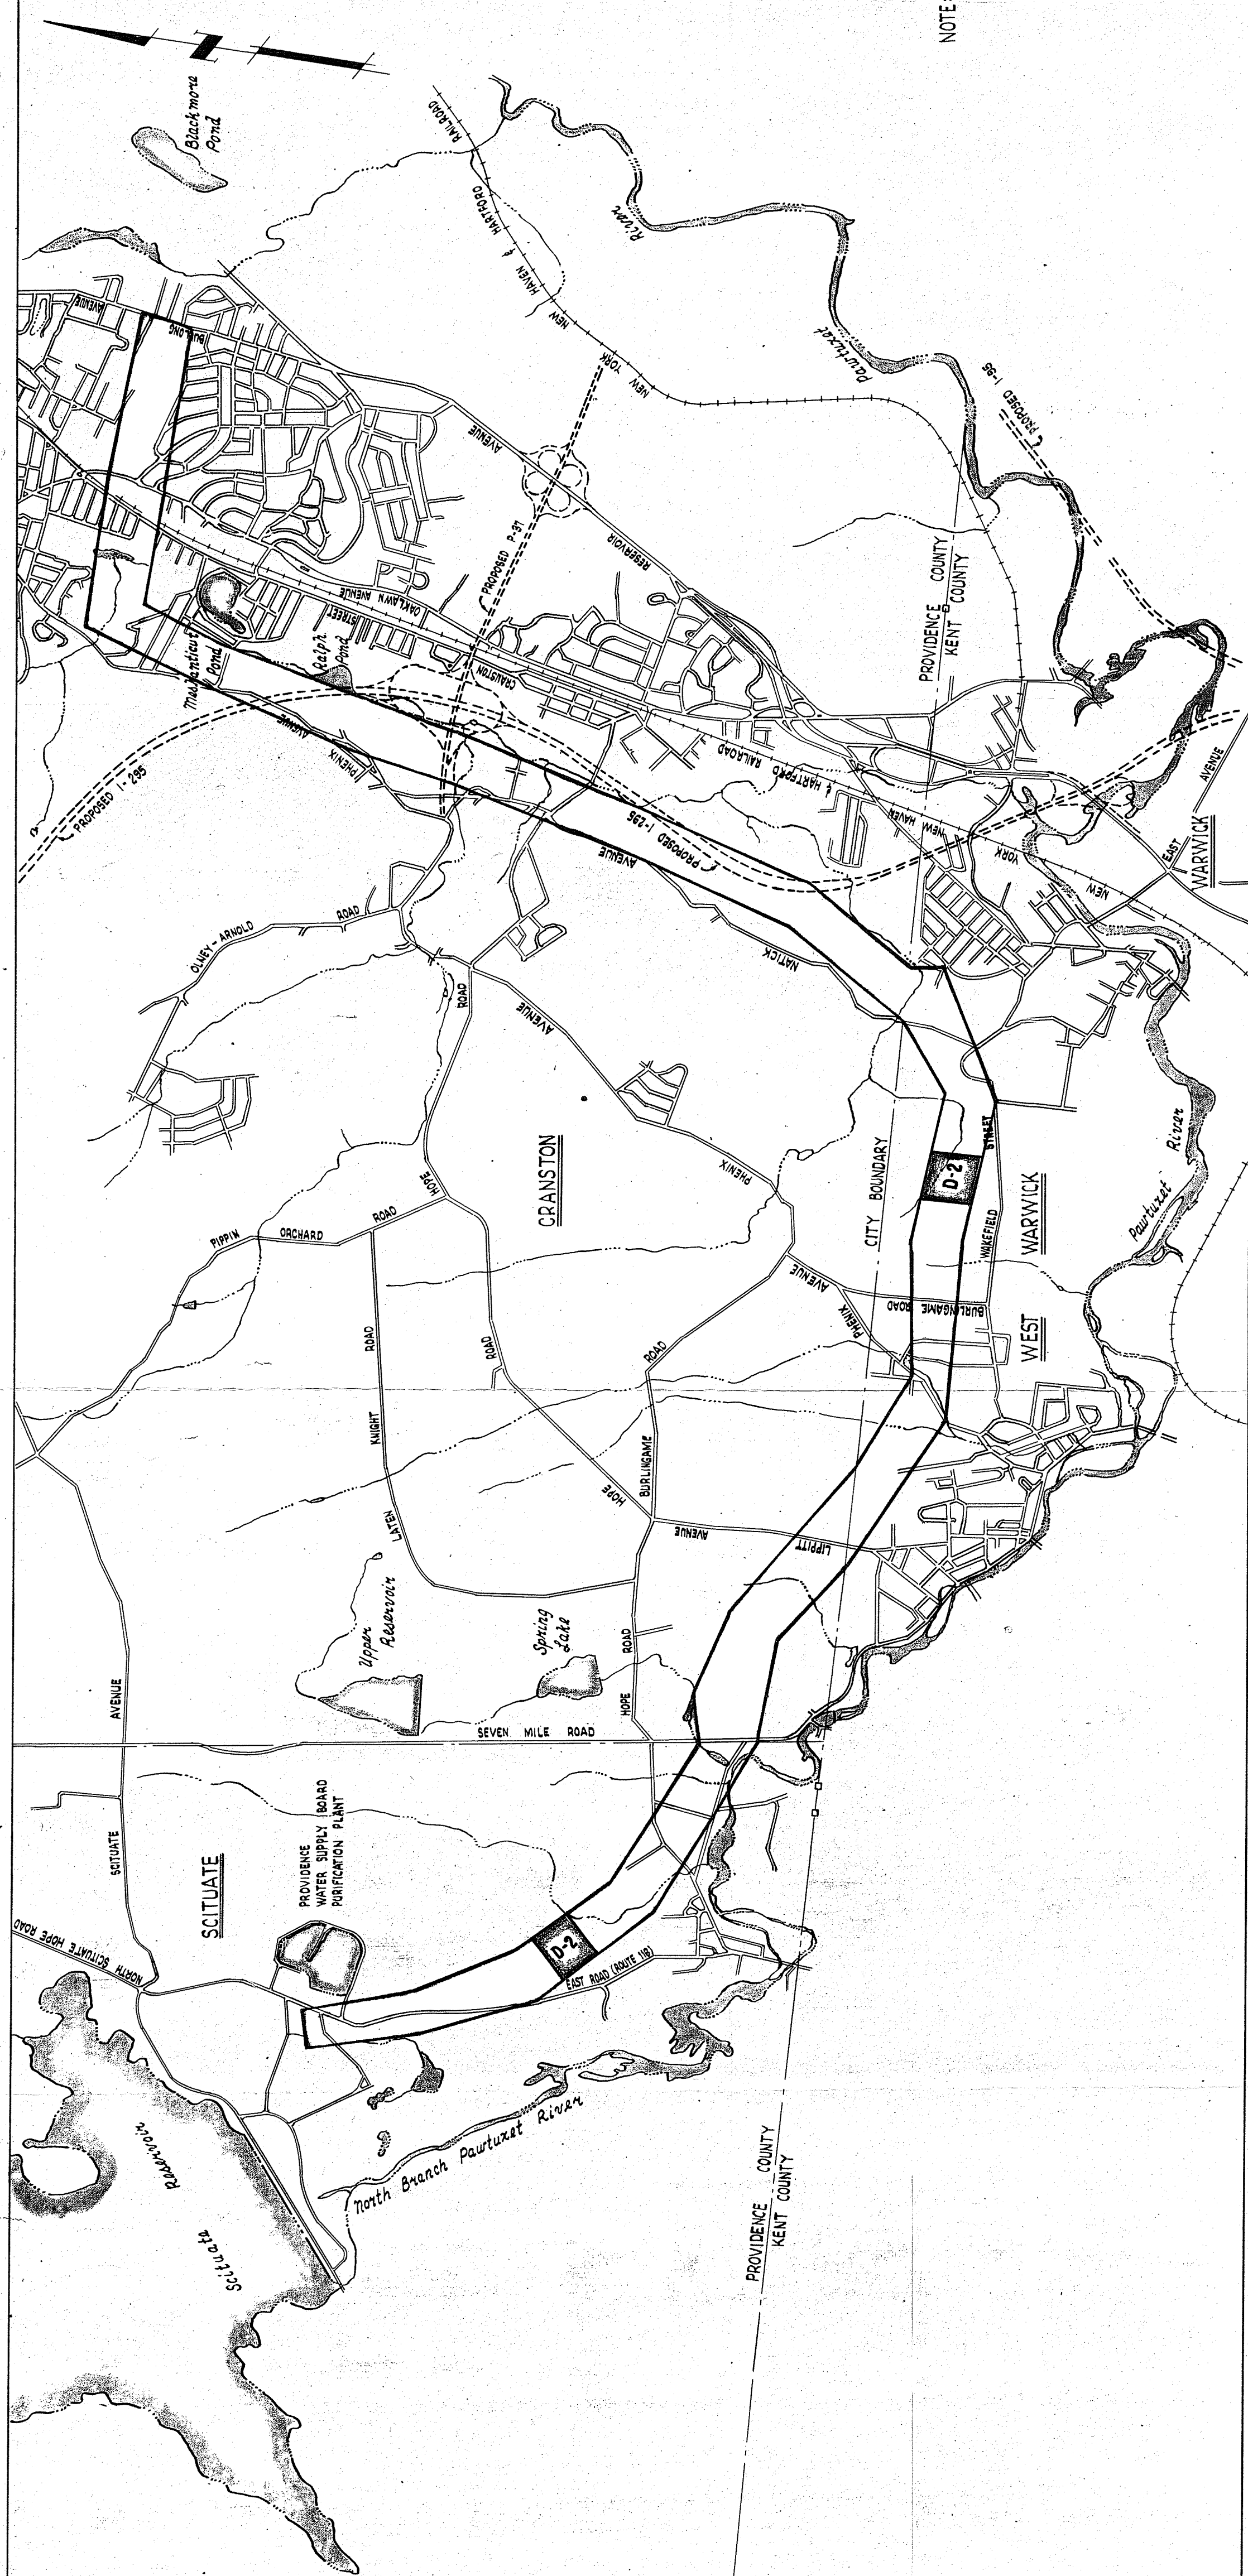 NOTE:
Blackmore
Pond
RAILROAD
HARTFORD
&
HAVEN
NEW
YORK
NEW
River
Pawtuxet
℄ PROPOSED I-95
AVENUE
BUDLONG
AVENUE
RESERVOIR
PROPOSED P-37
OAKLAWN AVENUE
STREET
CRANSTON
Meshanticut
Pond
Ralph
Pond
PROPOSED I-295
PHENIX
AVENUE
PROVIDENCE COUNTY
KENT COUNTY
NEW
YORK
NEW HAVEN
& HARTFORD RAILROAD
PROPOSED I-295
AVENUE
NATICK
EAST
AVENUE
WARWICK
OLNEY-ARNOLD
ROAD
ROAD
AVENUE
PHENIX
HOPE
ROAD
ORCHARD
PIPPIN
CRANSTON
CITY BOUNDARY
D-2
STREET
WAKEFIELD
WEST
WARWICK
Pawtuxet
River
AVENUE
PHENIX
BURLINGAME ROAD
ROAD
KNIGHT
LATEN
ROAD
HOPE
ROAD
BURLINGAME
AVENUE
LIPPITT
Upper
Reservoir
Spring
Lake
HOPE
ROAD
SEVEN MILE ROAD
AVENUE
SCITUATE
SCITUATE
PROVIDENCE
WATER SUPPLY BOARD
PURIFICATION PLANT
NORTH SCITUATE HOPE ROAD
D-2
EAST ROAD (ROUTE 116)
North Branch Pawtuxet River
Scituate
Reservoir
PROVIDENCE COUNTY
KENT COUNTY